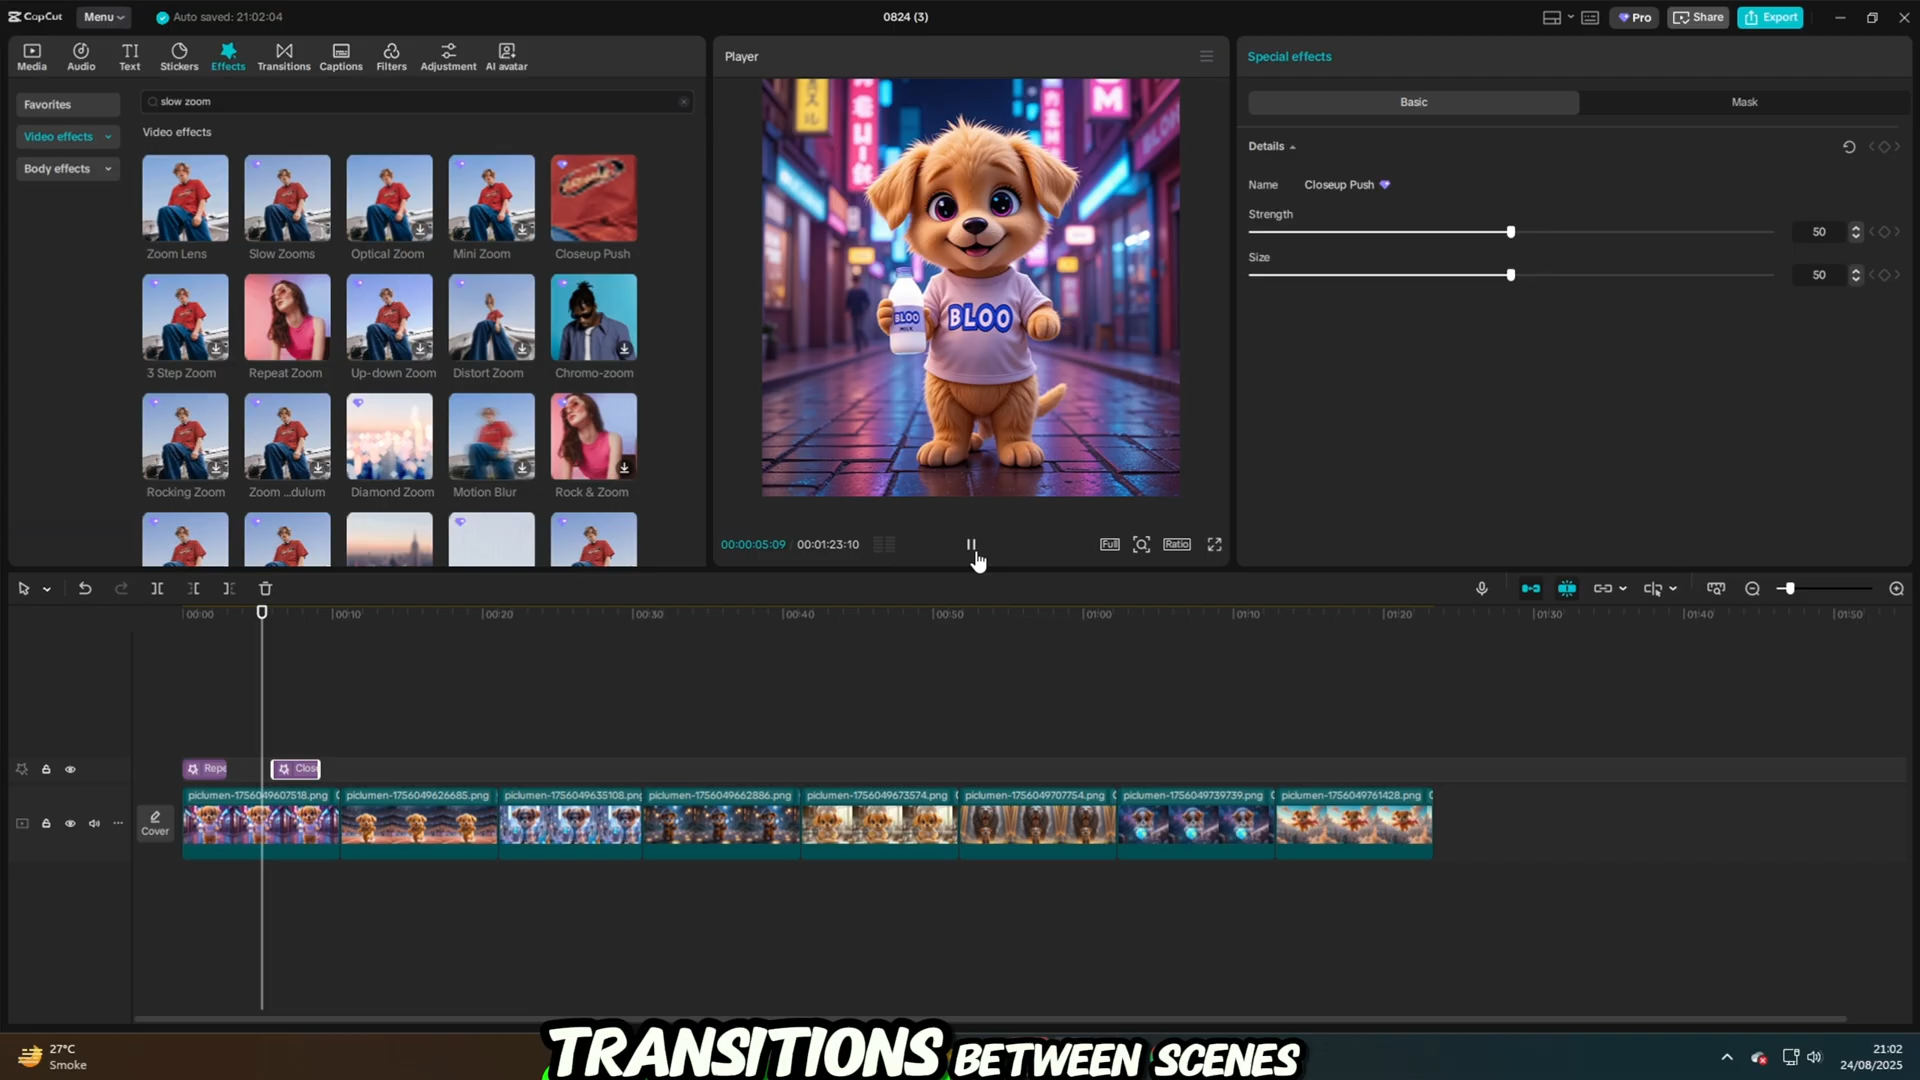 CapCut
Menu
Auto saved: 21:02:04
0824 (3)
Pro
Share
Export
Media
Audio
Text
Stickers
Effects
Transitions
Captions
Filters
Adjustment
AI avatar
Favorites
Video effects
Body effects
slow zoom
Video effects
Zoom Lens
Slow Zooms
Optical Zoom
Mini Zoom
Closeup Push
3 Step Zoom
Repeat Zoom
Up-down Zoom
Distort Zoom
Chromo-zoom
Rocking Zoom
Zoom ...dulum
Diamond Zoom
Motion Blur
Rock & Zoom
Player
M
BLOO
MILK
BLOO
00:00:05:09 / 00:01:23:10
Full
Ratio
Special effects
Basic
Mask
Details
Name
Closeup Push
Strength
50
Size
50
00:00
00:10
00:20
00:30
00:40
00:50
01:00
01:10
01:20
01:30
01:40
01:50
Repe
Close
Cover
piclumen-1756049607518.png
piclumen-1756049626685.png
piclumen-1756049635108.png
piclumen-1756049662886.png
piclumen-1756049673574.png
piclumen-1756049707754.png
piclumen-1756049739739.png
piclumen-1756049761428.png
TRANSITIONS BETWEEN SCENES
27°C
Smoke
21:02
24/08/2025